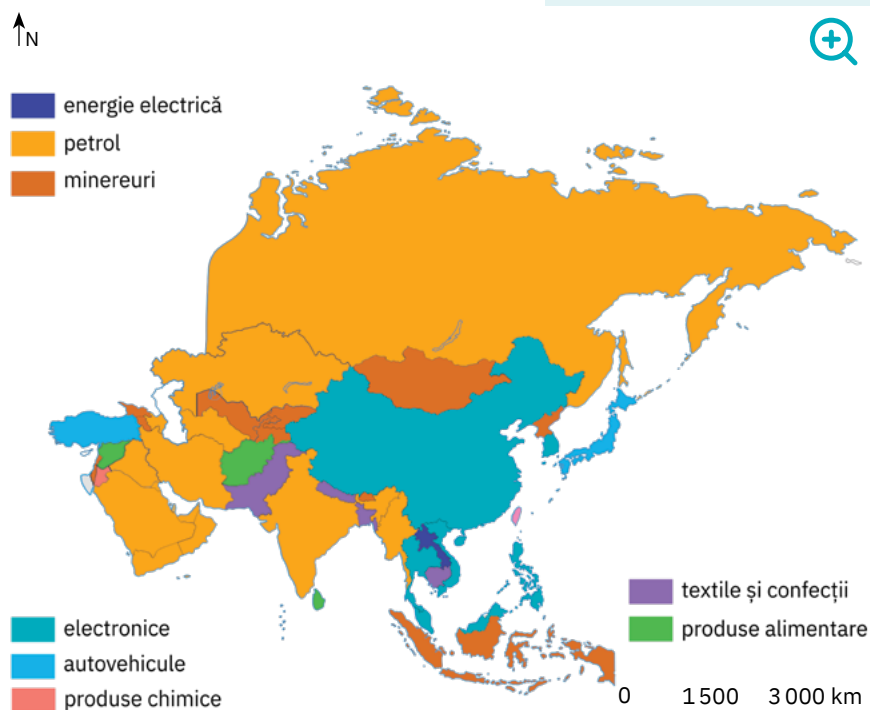 N
energie electrică
petrol
minereuri
electronice
autovehicule
produse chimice
textile și confecții
produse alimentare
0 1 500 3 000 km